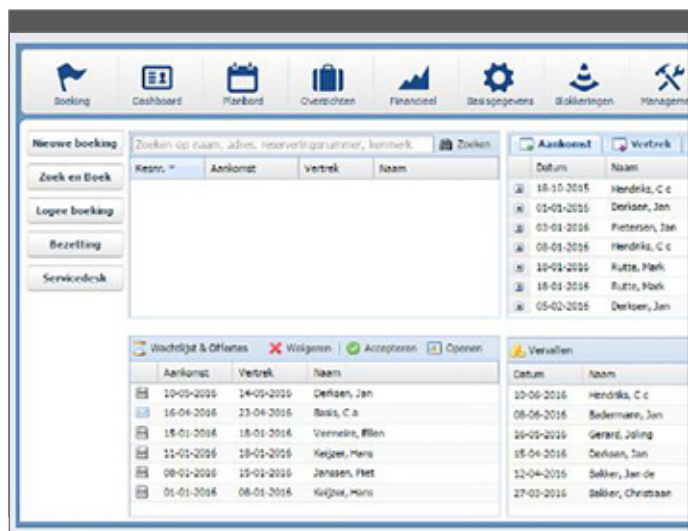 Boeking Dashboard Planbord Overzichten Financieel Basisgegevens Blokkeringen Manageme
Nieuwe boeking
Zoek en Boek
Logee boeking
Bezetting
Servicedesk
Zoeken op naam, adres, reserveringsnummer, kenmerk Zoeken
Resnr. Aankomst Vertrek Naam
Aankomst Vertrek
Datum Naam
18-10-2015 Hendriks, C c
01-01-2016 Derksen, Jan
03-01-2016 Pietersen, Jan
08-01-2016 Hendriks, C c
16-01-2016 Rutte, Mark
18-01-2016 Rutte, Mark
05-02-2016 Derksen, Jan
Wachtlijst & Offertes Weigeren Accepteren Openen
Aankomst Vertrek Naam
10-05-2016 14-05-2016 Derksen, Jan
16-04-2016 23-04-2016 Basis, C a
15-01-2016 18-01-2016 Vermeire, Ellen
11-01-2016 18-01-2016 Keijzer, Hans
08-01-2016 15-01-2016 Janssen, Piet
01-01-2016 08-01-2016 Keijzer, Hans
Vervallen
Datum Naam
10-06-2016 Hendriks, C c
08-06-2016 Badermann, Jan
16-05-2016 Gerard, Joling
15-04-2016 Derksen, Jan
12-04-2016 Bakker, Jan de
27-03-2016 Bakker, Christiaan